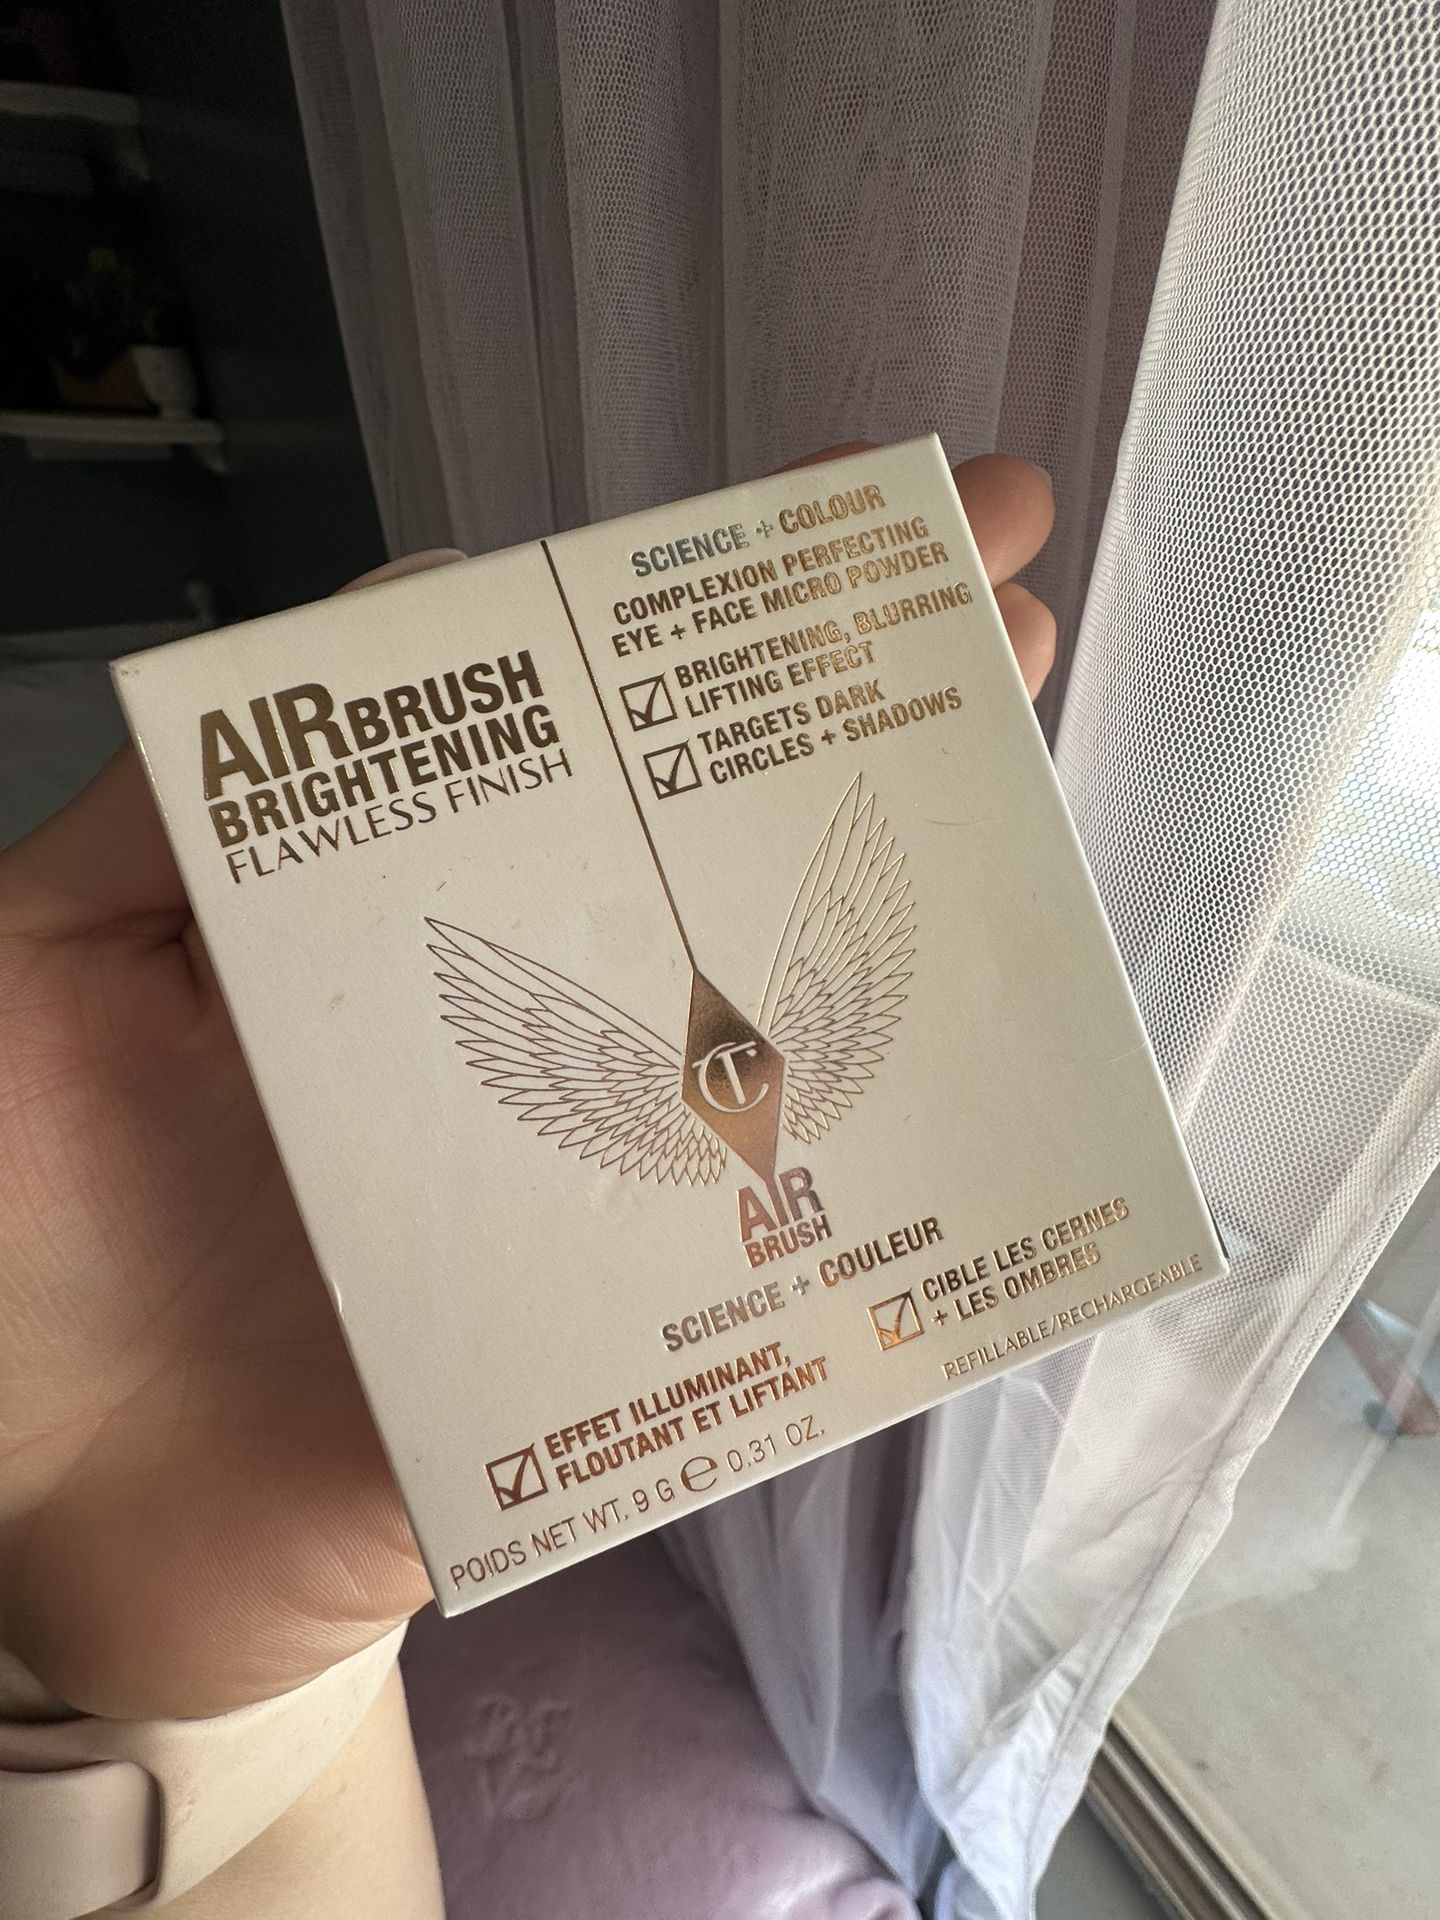 AIRBRUSH
BRIGHTENING
FLAWLESS FINISH
SCIENCE + COLOUR
COMPLEXION PERFECTING
EYE + FACE MICRO POWDER
BRIGHTENING, BLURRING
LIFTING EFFECT
TARGETS DARK
CIRCLES + SHADOWS
CT
AIR
BRUSH
SCIENCE + COULEUR
EFFET ILLUMINANT,
FLOUTANT ET LIFTANT
CIBLE LES CERNES
+ LES OMBRES
POIDS NET WT. 9 G ℮ 0.31 OZ.
REFILLABLE/RECHARGEABLE